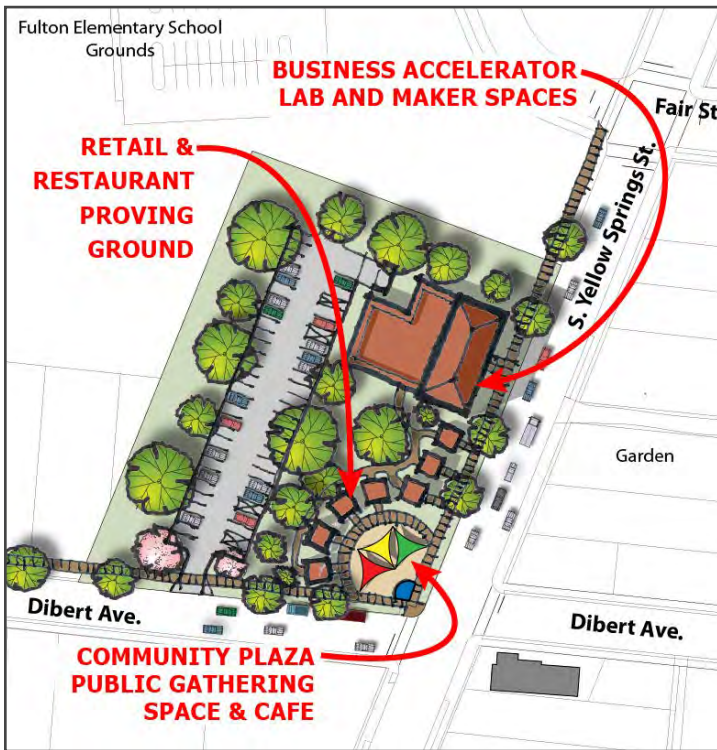 Fulton Elementary School
Grounds
BUSINESS ACCELERATOR
LAB AND MAKER SPACES
Fair St
S. Yellow Springs St.
RETAIL &
RESTAURANT
PROVING
GROUND
Garden
Dibert Ave.
Dibert Ave.
COMMUNITY PLAZA
PUBLIC GATHERING
SPACE & CAFE